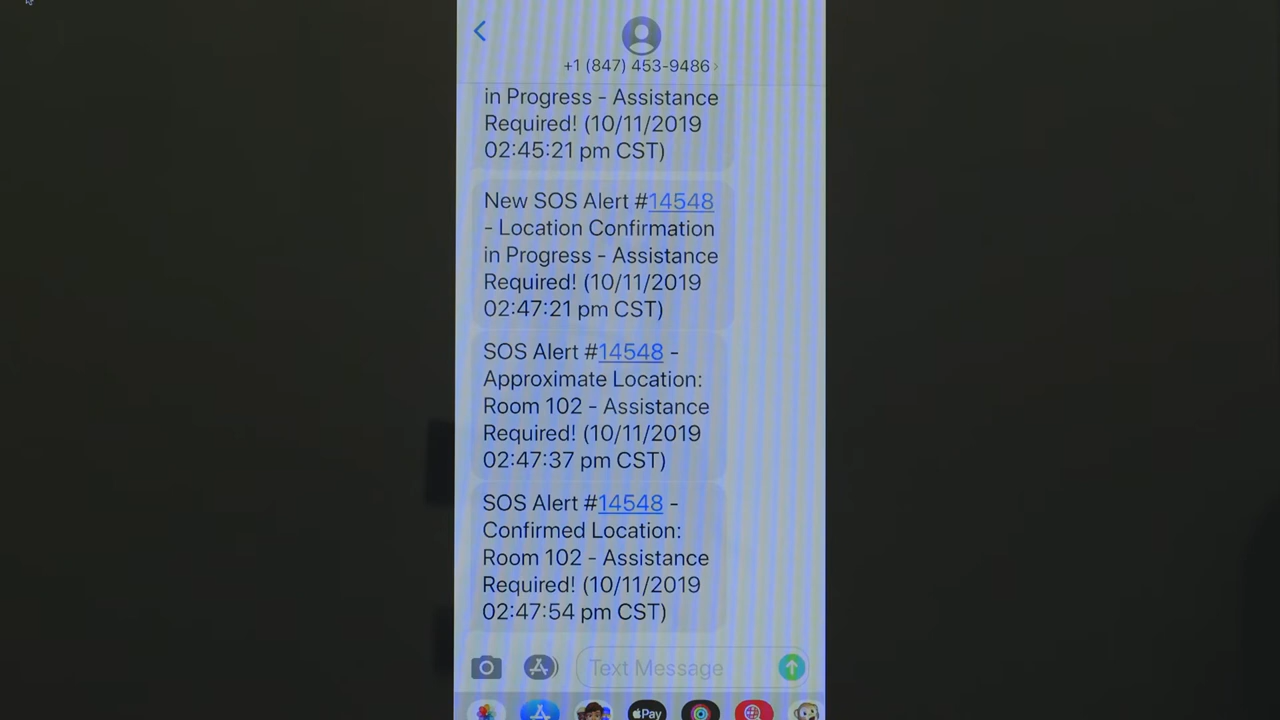 +1 (847) 453-9486
in Progress - Assistance
Required! (10/11/2019
02:45:21 pm CST)
New SOS Alert #14548
- Location Confirmation
in Progress - Assistance
Required! (10/11/2019
02:47:21 pm CST)
SOS Alert #14548 -
Approximate Location:
Room 102 - Assistance
Required! (10/11/2019
02:47:37 pm CST)
SOS Alert #14548 -
Confirmed Location:
Room 102 - Assistance
Required! (10/11/2019
02:47:54 pm CST)
Text Message
Pay